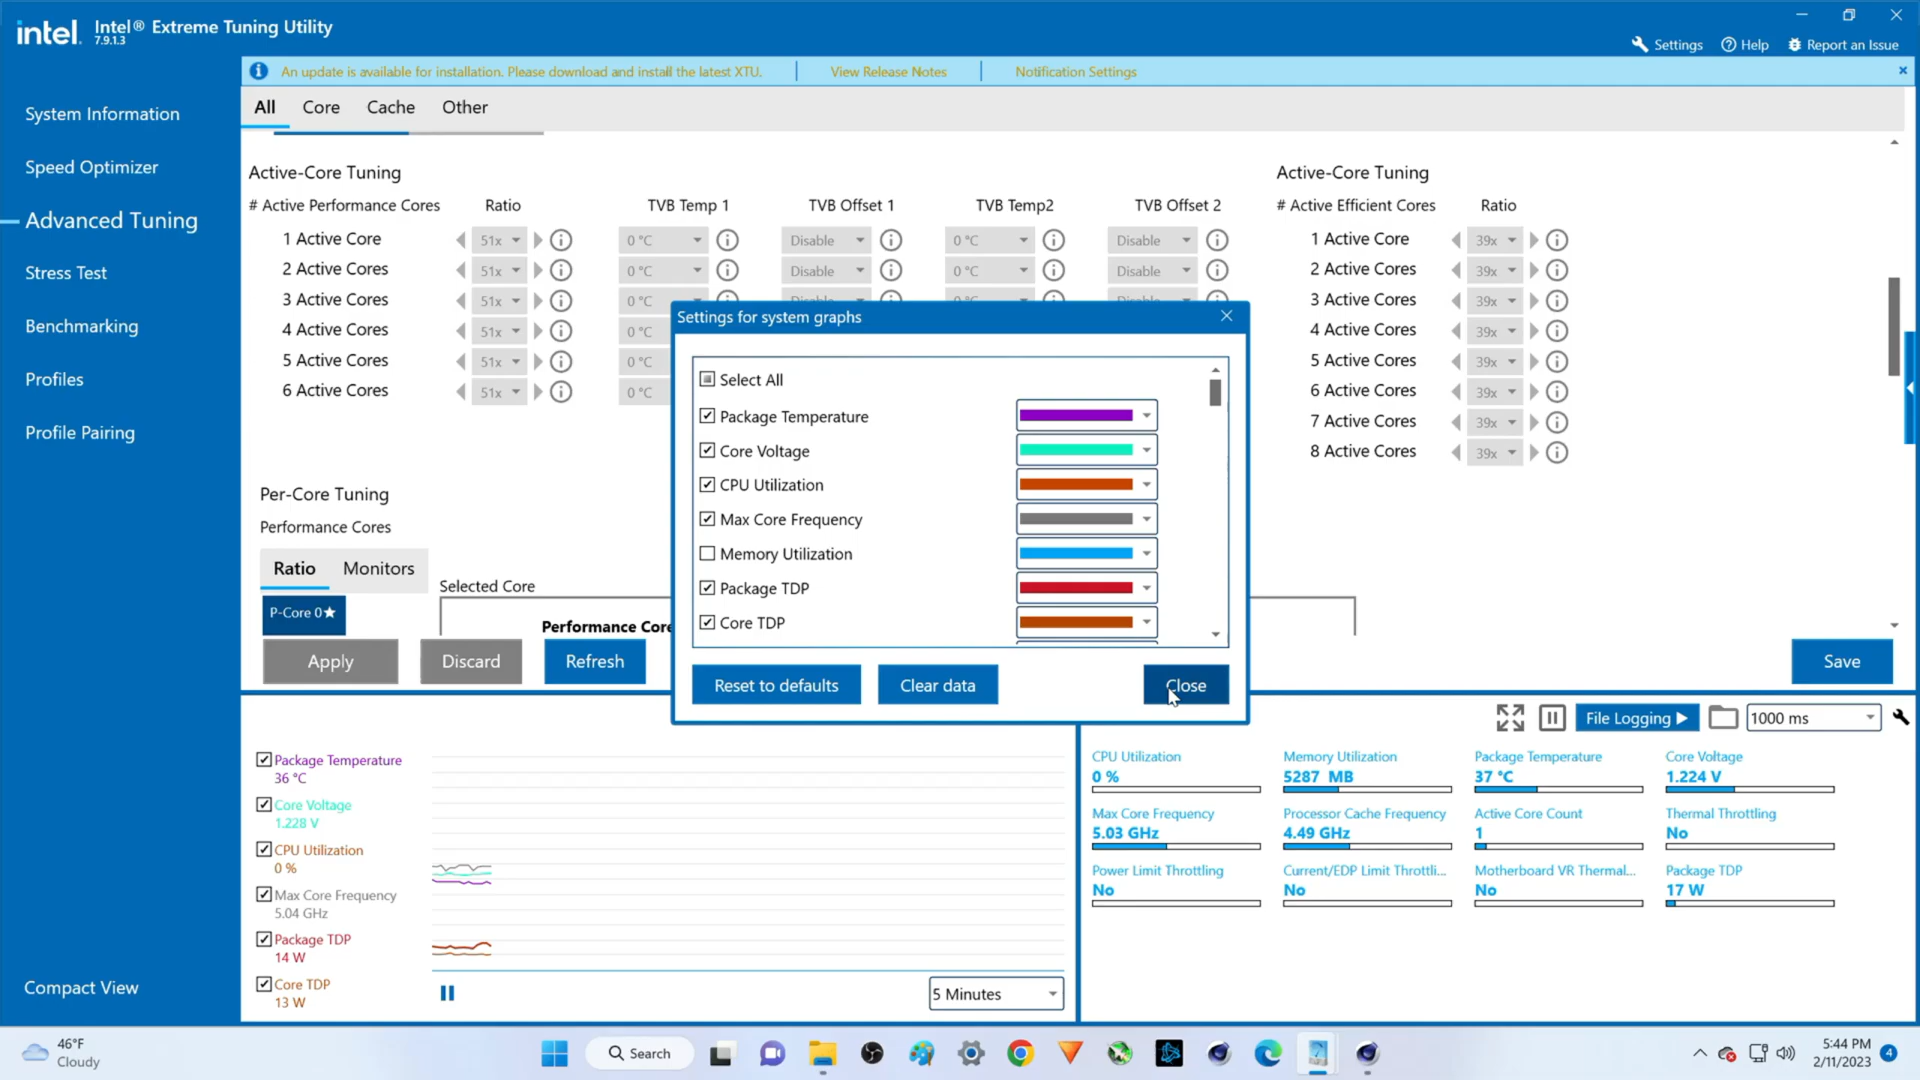 intel.
Intel® Extreme Tuning Utility
7.9.1.3
Settings
Help
Report an Issue
An update is available for installation. Please download and install the latest XTU.
View Release Notes
Notification Settings
System Information
Speed Optimizer
Advanced Tuning
Stress Test
Benchmarking
Profiles
Profile Pairing
Compact View
All
Core
Cache
Other
Active-Core Tuning
# Active Performance Cores
Ratio
TVB Temp 1
TVB Offset 1
TVB Temp2
TVB Offset 2
1 Active Core
51x
0 °C
Disable
0 °C
Disable
2 Active Cores
51x
0 °C
Disable
0 °C
Disable
3 Active Cores
51x
0 °C
Disable
0 °C
Disable
4 Active Cores
51x
0 °C
5 Active Cores
51x
0 °C
6 Active Cores
51x
0 °C
Active-Core Tuning
# Active Efficient Cores
Ratio
1 Active Core
39x
2 Active Cores
39x
3 Active Cores
39x
4 Active Cores
39x
5 Active Cores
39x
6 Active Cores
39x
7 Active Cores
39x
8 Active Cores
39x
Per-Core Tuning
Performance Cores
Ratio
Monitors
Selected Core
P-Core 0★
Performance Core
Apply
Discard
Refresh
Save
Settings for system graphs
Select All
Package Temperature
Core Voltage
CPU Utilization
Max Core Frequency
Memory Utilization
Package TDP
Core TDP
Reset to defaults
Clear data
Close
Package Temperature
36 °C
Core Voltage
1.228 V
CPU Utilization
0 %
Max Core Frequency
5.04 GHz
Package TDP
14 W
Core TDP
13 W
5 Minutes
File Logging
1000 ms
CPU Utilization
0 %
Memory Utilization
5287 MB
Package Temperature
37 °C
Core Voltage
1.224 V
Max Core Frequency
5.03 GHz
Processor Cache Frequency
4.49 GHz
Active Core Count
1
Thermal Throttling
No
Power Limit Throttling
No
Current/EDP Limit Throttli...
No
Motherboard VR Thermal...
No
Package TDP
17 W
46°F
Cloudy
Search
5:44 PM
2/11/2023
4